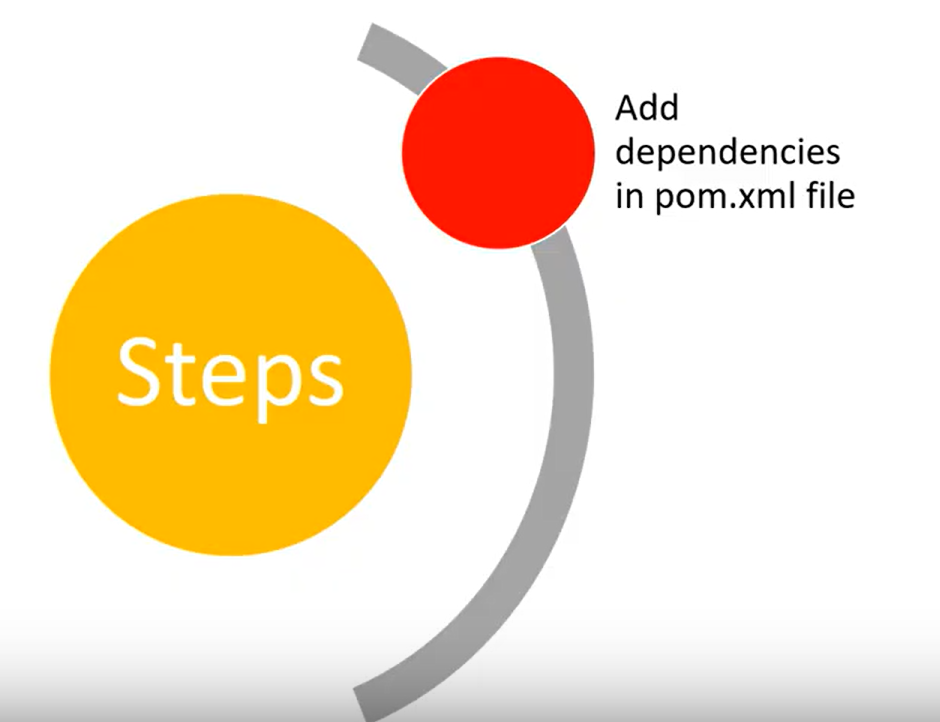 Steps
Add
dependencies
in pom.xml file